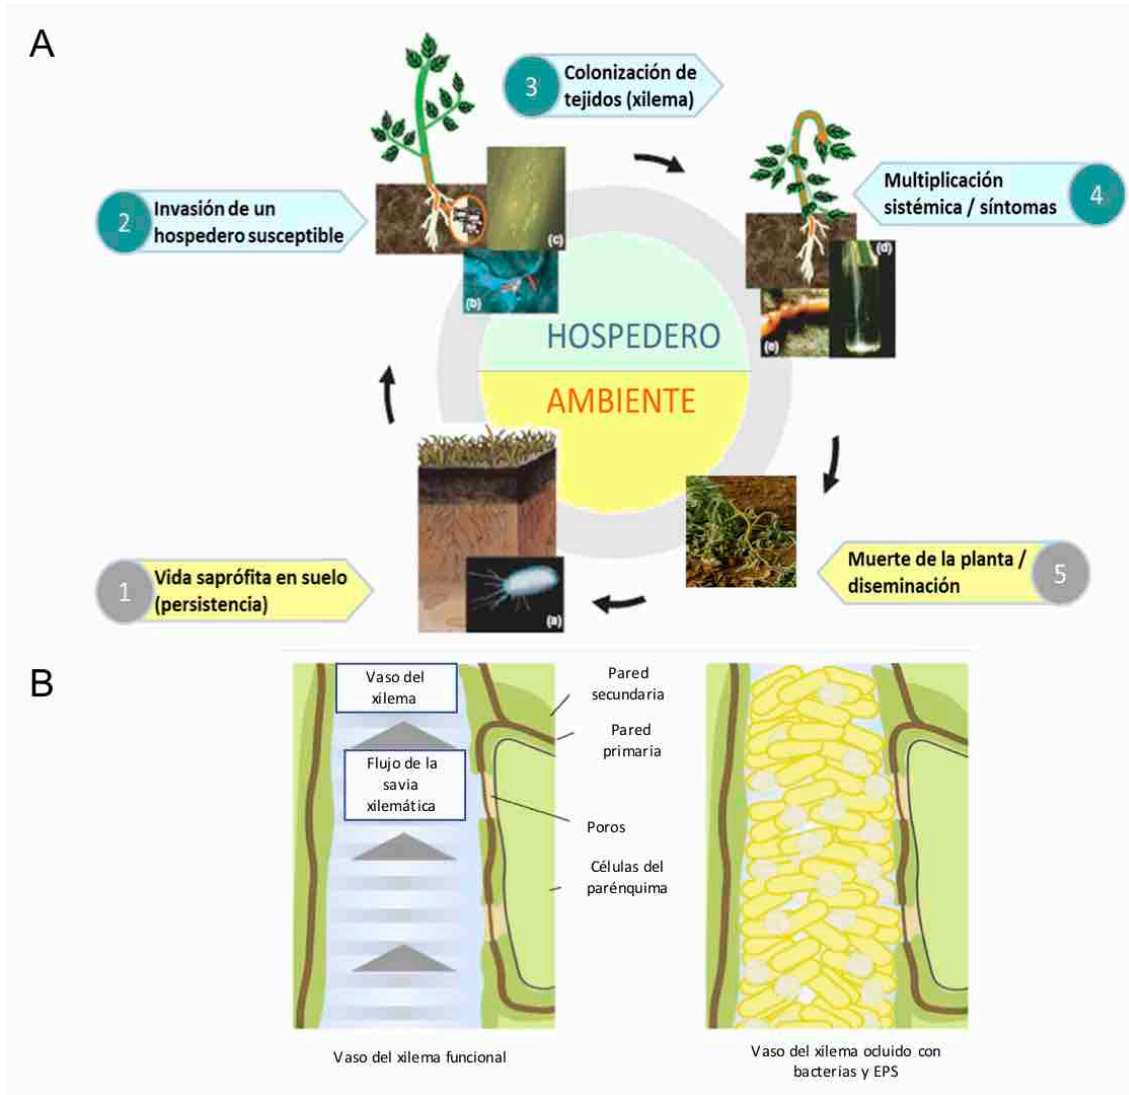 A
3
Colonización de
tejidos (xilema)
2
Invasión de un
hospedero susceptible
(c)
(b)
Multiplicación
sistémica / síntomas
4
(d)
(e)
HOSPEDERO
AMBIENTE
1
Vida saprófita en suelo
(persistencia)
(a)
Muerte de la planta /
diseminación
5
B
Vaso del
xilema
Flujo de la
savia
xilemática
Pared
secundaria
Pared
primaria
Poros
Células del
parénquima
Vaso del xilema funcional
Vaso del xilema ocluido con
bacterias y EPS